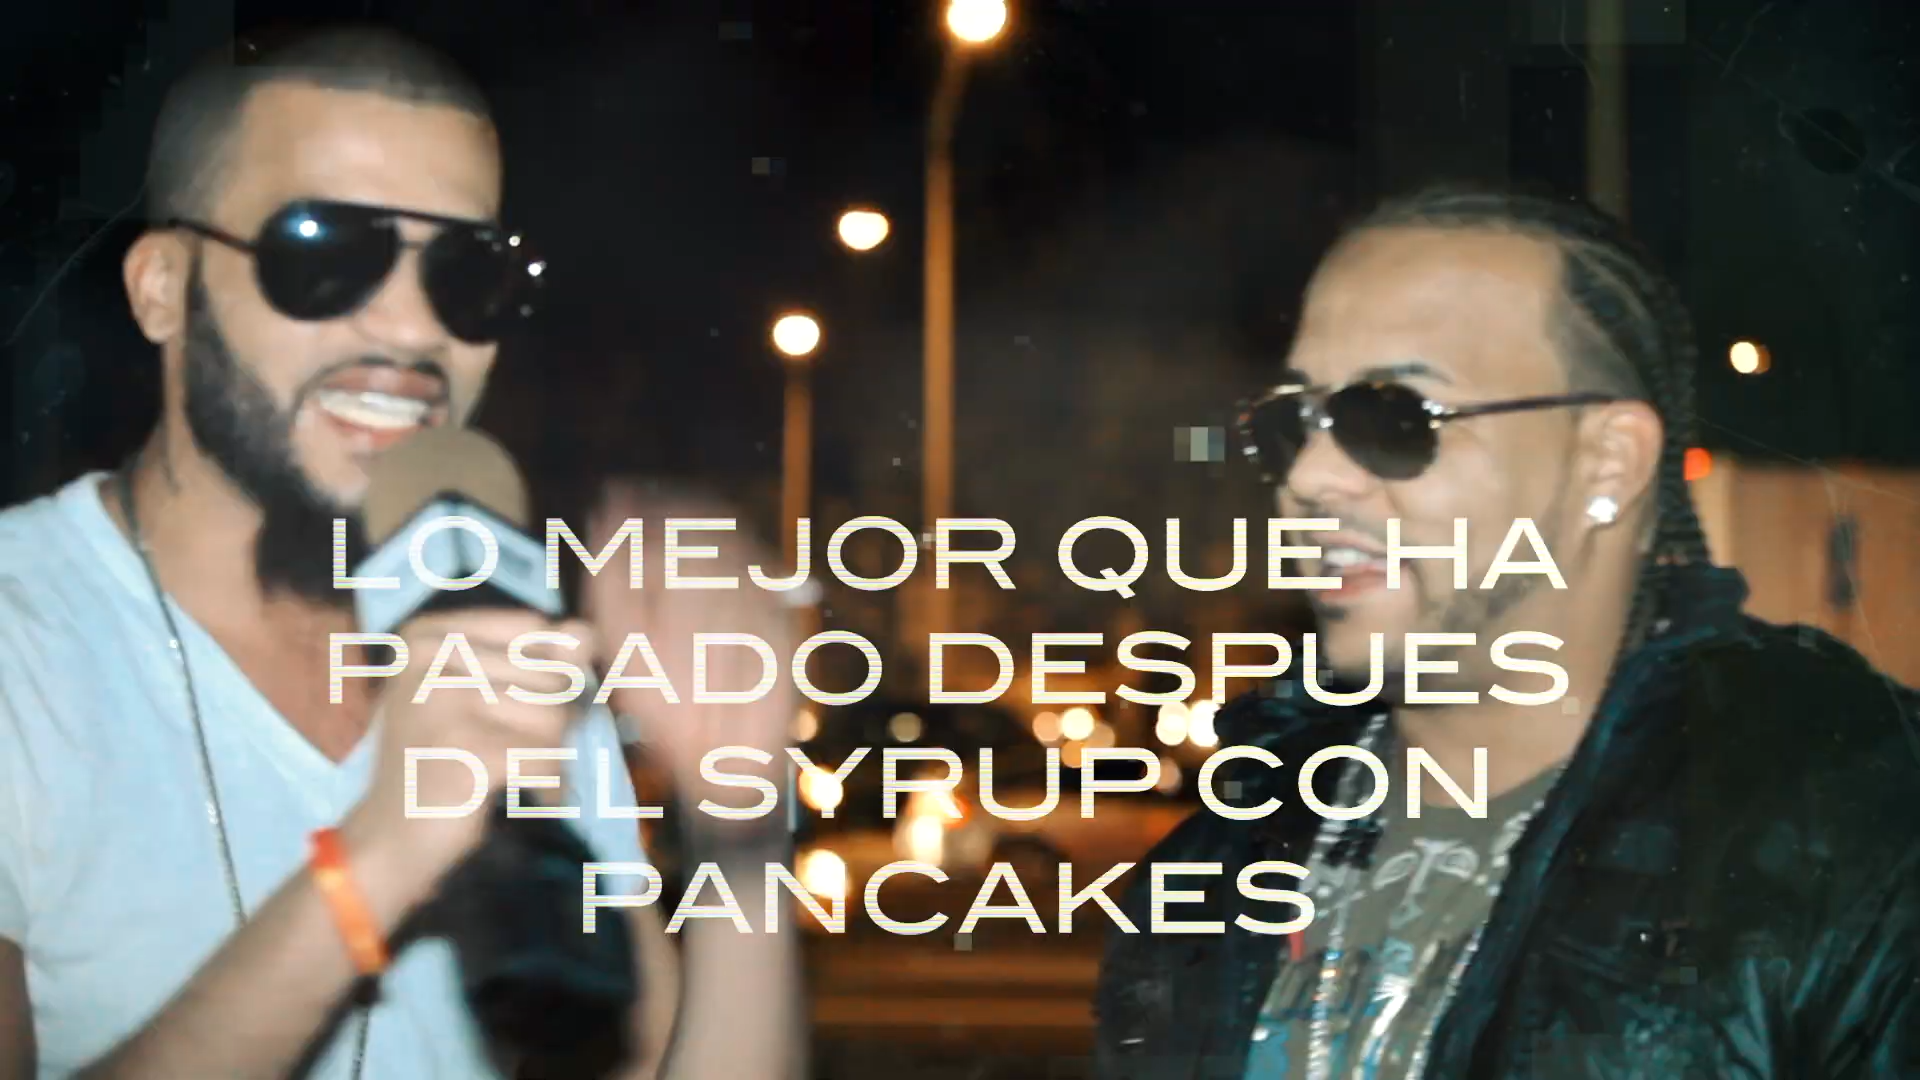 LO MEJOR QUE HA
PASADO DESPUES
DEL SYRUP CON
PANCAKES